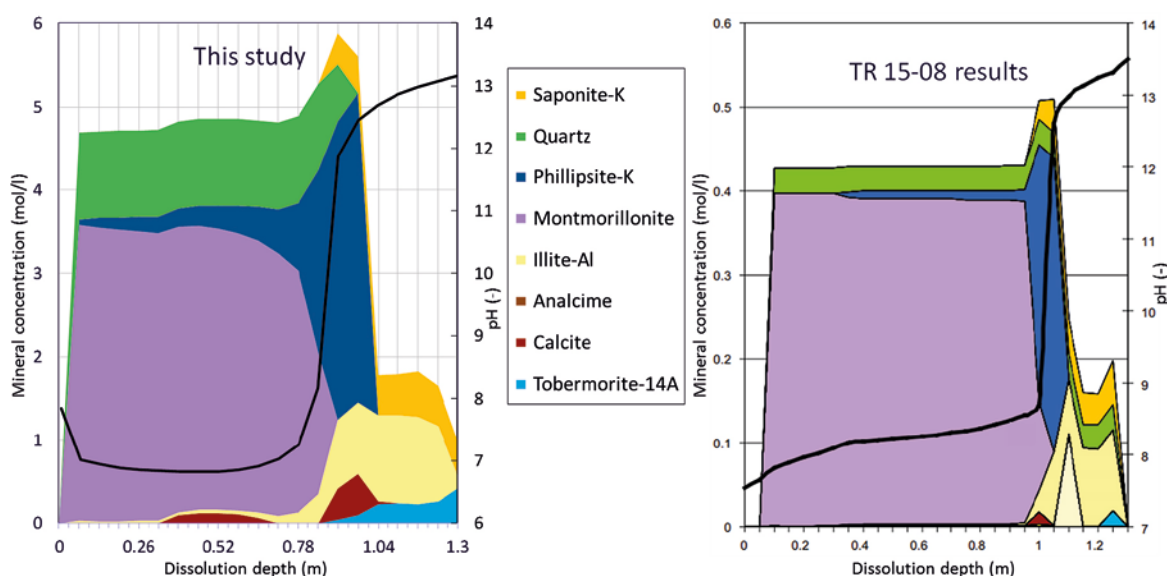 This study
Mineral concentration (mol/l)
6
5
4
3
2
1
0
14
13
12
11
10
9
8
7
6
pH (-)
0
0.26
0.52
0.78
1.04
1.3
Dissolution depth (m)
Saponite-K
Quartz
Phillipsite-K
Montmorillonite
Illite-Al
Analcime
Calcite
Tobermorite-14A
TR 15-08 results
Mineral concentration (mol/l)
0.6
0.5
0.4
0.3
0.2
0.1
0
14
13
12
11
10
9
8
7
pH (-)
0
0.2
0.4
0.6
0.8
1
1.2
Dissolution depth (m)